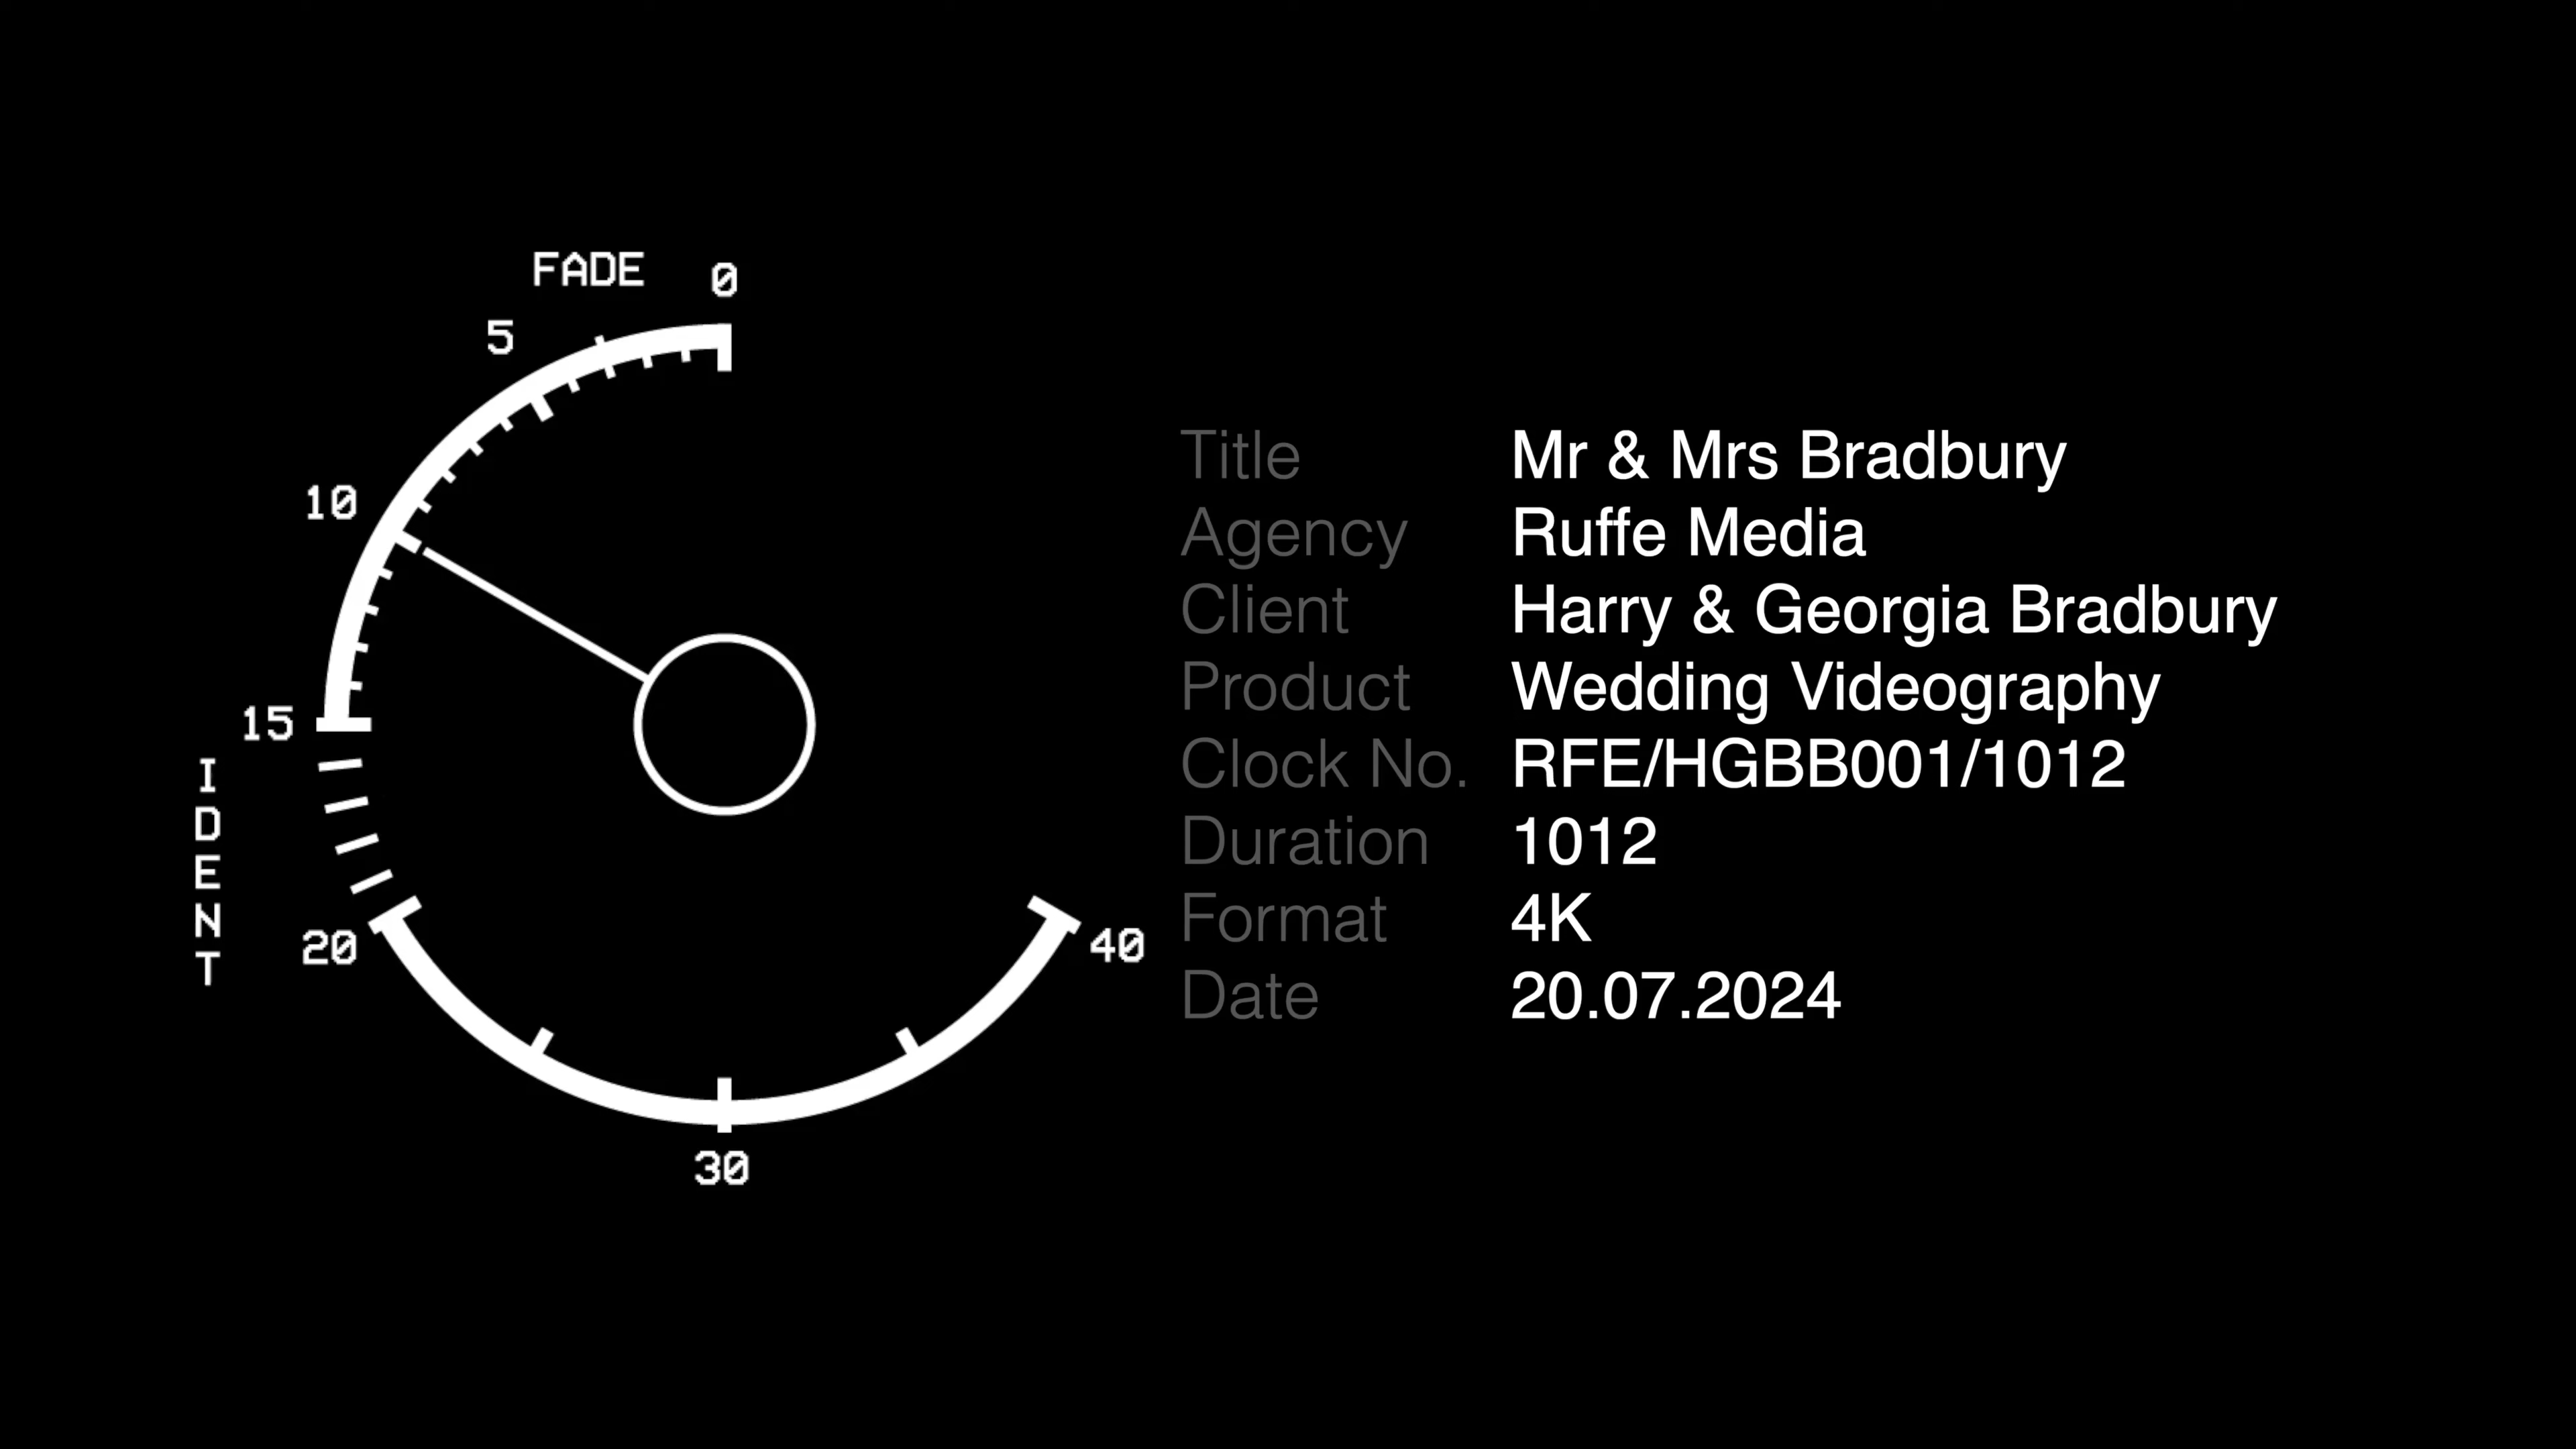 FADE 0
5
10
15
IDENT
20
30
40
Title Mr & Mrs Bradbury
Agency Ruffe Media
Client Harry & Georgia Bradbury
Product Wedding Videography
Clock No. RFE/HGBB001/1012
Duration 1012
Format 4K
Date 20.07.2024